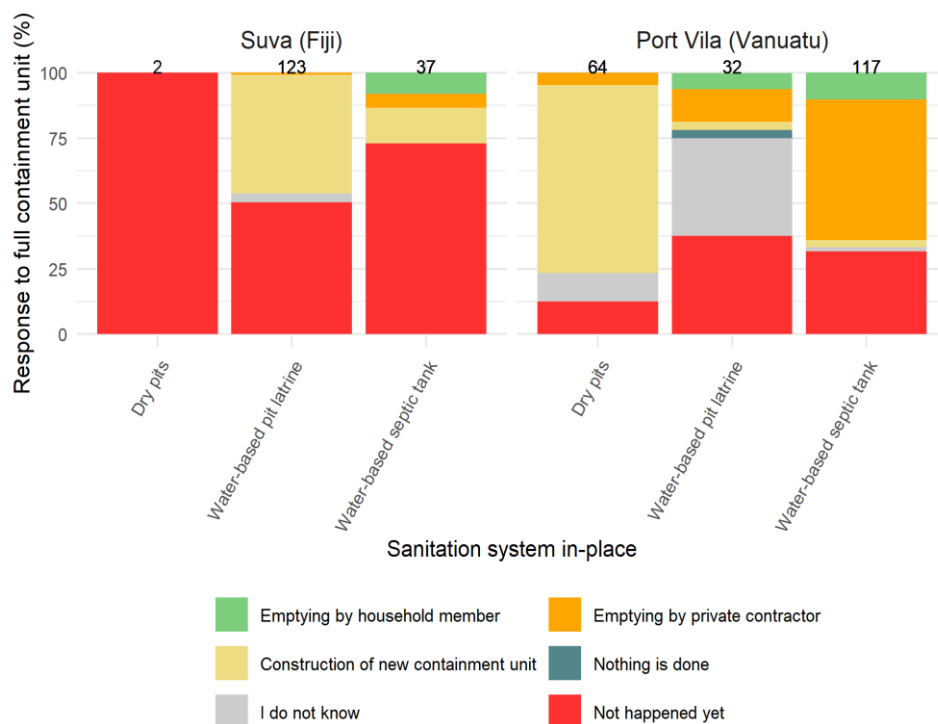 Suva (Fiji)
Port Vila (Vanuatu)
Response to full containment unit (%)
100
75
50
25
0
2
123
37
64
32
117
Dry pits
Water-based pit latrine
Water-based septic tank
Dry pits
Water-based pit latrine
Water-based septic tank
Sanitation system in-place
Emptying by household member
Emptying by private contractor
Construction of new containment unit
Nothing is done
I do not know
Not happened yet